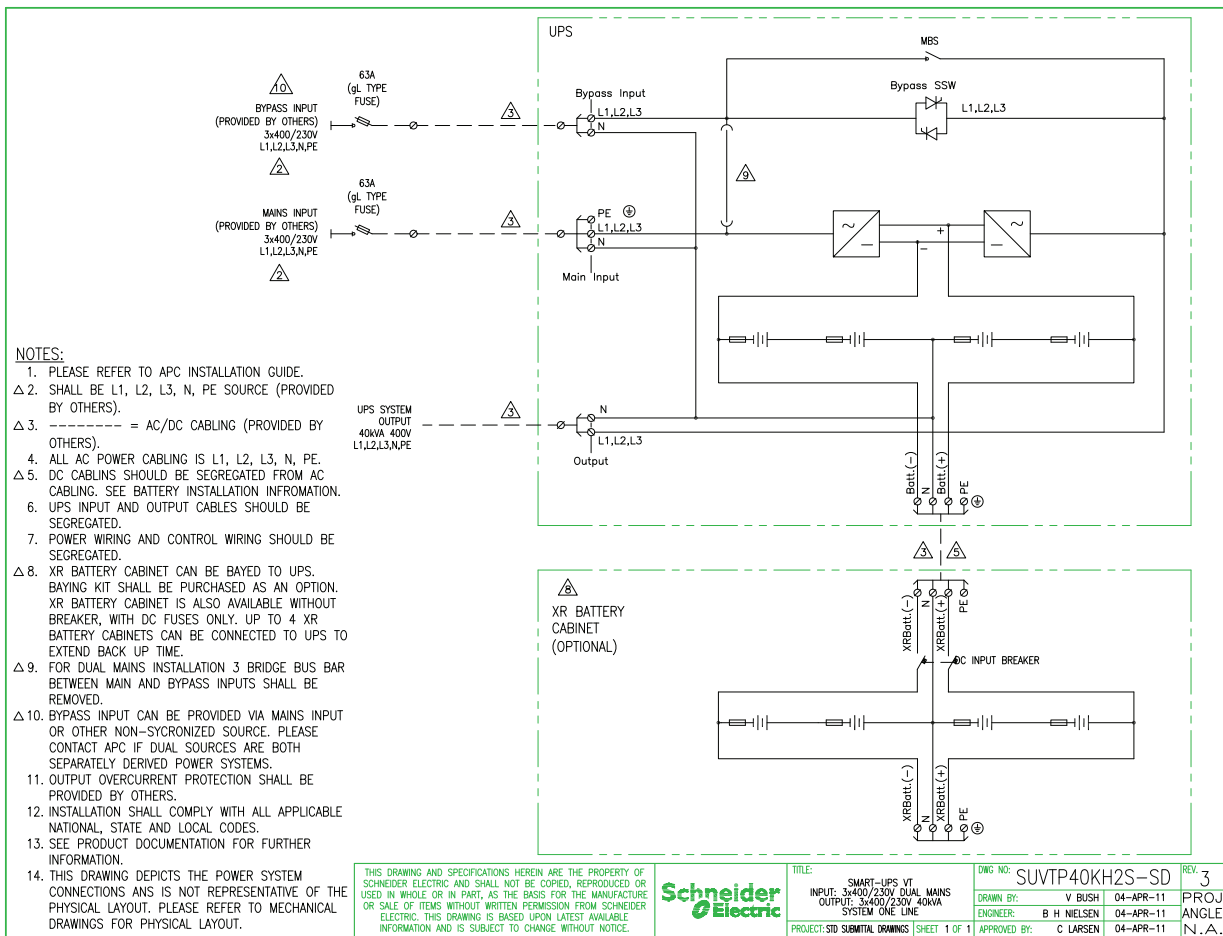 UPS
MBS
Bypass SSW
L1,L2,L3
10
BYPASS INPUT
(PROVIDED BY OTHERS)
3x400/230V
L1,L2,L3,N,PE
2
63A
(gL TYPE
FUSE)
3
Bypass Input
L1,L2,L3
N
9
MAINS INPUT
(PROVIDED BY OTHERS)
3x400/230V
L1,L2,L3,N,PE
2
63A
(gL TYPE
FUSE)
3
PE
L1,L2,L3
N
Main Input
+
−
UPS SYSTEM
OUTPUT
40kVA 400V
L1,L2,L3,N,PE
3
N
L1,L2,L3
Output
Batt.(−)
N
Batt.(+)
PE
3
5
8
XR BATTERY
CABINET
(OPTIONAL)
XRBatt.(−)
N
XRBatt.(+)
PE
DC INPUT BREAKER
XRBatt.(−)
N
XRBatt.(+)
PE
NOTES:
1. PLEASE REFER TO APC INSTALLATION GUIDE.
2. SHALL BE L1, L2, L3, N, PE SOURCE (PROVIDED
BY OTHERS).
3. -------- = AC/DC CABLING (PROVIDED BY
OTHERS).
4. ALL AC POWER CABLING IS L1, L2, L3, N, PE.
5. DC CABLINS SHOULD BE SEGREGATED FROM AC
CABLING. SEE BATTERY INSTALLATION INFROMATION.
6. UPS INPUT AND OUTPUT CABLES SHOULD BE
SEGREGATED.
7. POWER WIRING AND CONTROL WIRING SHOULD BE
SEGREGATED.
8. XR BATTERY CABINET CAN BE BAYED TO UPS.
BAYING KIT SHALL BE PURCHASED AS AN OPTION.
XR BATTERY CABINET IS ALSO AVAILABLE WITHOUT
BREAKER, WITH DC FUSES ONLY. UP TO 4 XR
BATTERY CABINETS CAN BE CONNECTED TO UPS TO
EXTEND BACK UP TIME.
9. FOR DUAL MAINS INSTALLATION 3 BRIDGE BUS BAR
BETWEEN MAIN AND BYPASS INPUTS SHALL BE
REMOVED.
10. BYPASS INPUT CAN BE PROVIDED VIA MAINS INPUT
OR OTHER NON-SYCRONIZED SOURCE. PLEASE
CONTACT APC IF DUAL SOURCES ARE BOTH
SEPARATELY DERIVED POWER SYSTEMS.
11. OUTPUT OVERCURRENT PROTECTION SHALL BE
PROVIDED BY OTHERS.
12. INSTALLATION SHALL COMPLY WITH ALL APPLICABLE
NATIONAL, STATE AND LOCAL CODES.
13. SEE PRODUCT DOCUMENTATION FOR FURTHER
INFORMATION.
14. THIS DRAWING DEPICTS THE POWER SYSTEM
CONNECTIONS ANS IS NOT REPRESENTATIVE OF THE
PHYSICAL LAYOUT. PLEASE REFER TO MECHANICAL
DRAWINGS FOR PHYSICAL LAYOUT.
THIS DRAWING AND SPECIFICATIONS HEREIN ARE THE PROPERTY OF
SCHNEIDER ELECTRIC AND SHALL NOT BE COPIED, REPRODUCED OR
USED IN WHOLE OR IN PART, AS THE BASIS FOR THE MANUFACTURE
OR SALE OF ITEMS WITHOUT WRITTEN PERMISSION FROM SCHNEIDER
ELECTRIC. THIS DRAWING IS BASED UPON LATEST AVAILABLE
INFORMATION AND IS SUBJECT TO CHANGE WITHOUT NOTICE.
Schneider
Electric
TITLE:
SMART-UPS VT
INPUT: 3x400/230V DUAL MAINS
OUTPUT: 3x400/230V 40kVA
SYSTEM ONE LINE
PROJECT: STD SUBMITTAL DRAWINGS SHEET 1 OF 1
DWG NO: SUVTP40KH2S-SD
REV. 3
DRAWN BY: V BUSH 04-APR-11 PROJ
ENGINEER: B H NIELSEN 04-APR-11 ANGLE
APPROVED BY: C LARSEN 04-APR-11 N.A.